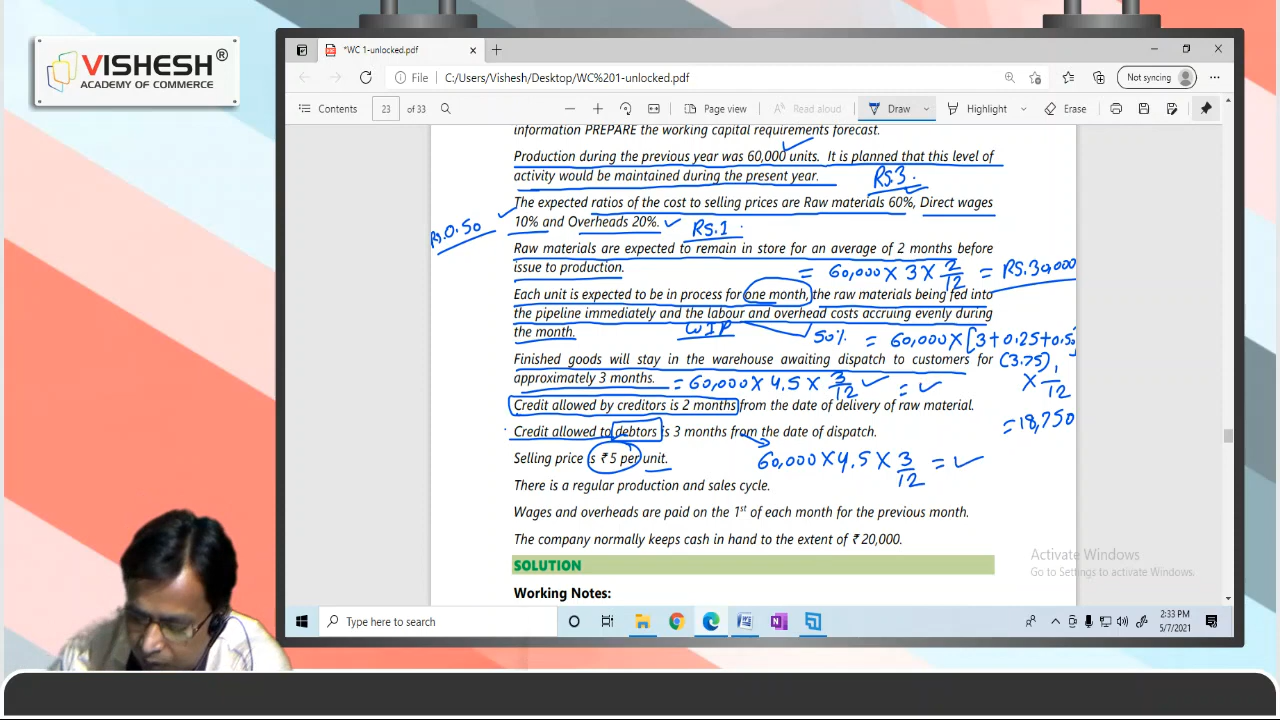 VISHESH®
ACADEMY OF COMMERCE
*WC 1-unlocked.pdf
File C:/Users/Vishesh/Desktop/WC%201-unlocked.pdf
Not syncing
Contents 23 of 33 Page view Read aloud Draw Highlight Erase
information PREPARE the working capital requirements forecast.
Production during the previous year was 60,000 units. It is planned that this level of
activity would be maintained during the present year.
Rs.3
The expected ratios of the cost to selling prices are Raw materials 60%, Direct wages
10% and Overheads 20%.
Rs.0.50
Rs.1
Raw materials are expected to remain in store for an average of 2 months before
issue to production.
= 60,000 X 3 X 2/12 = Rs.30,000
Each unit is expected to be in process for one month, the raw materials being fed into
the pipeline immediately and the labour and overhead costs accruing evenly during
the month.
WIP
50% = 60,000 X [3+0.25+0.5]
(3.75)
X 1/12
= 18,750
Finished goods will stay in the warehouse awaiting dispatch to customers for
approximately 3 months.
= 60,000 X 4.5 X 3/12 ✓ = ✓
Credit allowed by creditors is 2 months from the date of delivery of raw material.
Credit allowed to debtors is 3 months from the date of dispatch.
Selling price is ₹ 5 per unit.
60,000 X 4.5 X 3/12 = ✓
There is a regular production and sales cycle.
Wages and overheads are paid on the 1st of each month for the previous month.
The company normally keeps cash in hand to the extent of ₹ 20,000.
SOLUTION
Working Notes:
Activate Windows
Go to Settings to activate Windows.
Type here to search
2:33 PM
5/7/2021